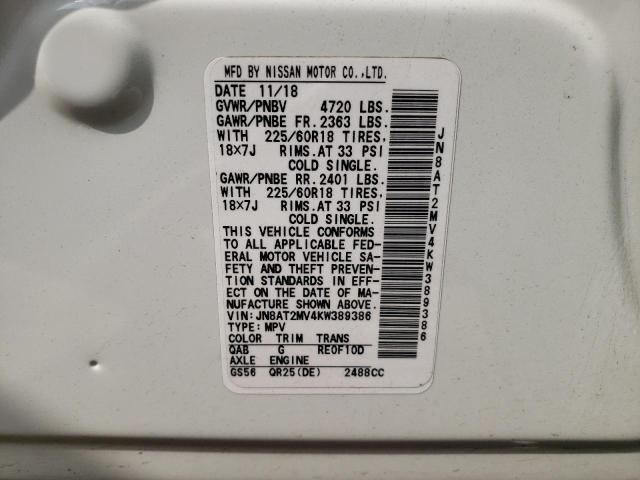 MFD BY NISSAN MOTOR CO.,LTD.
DATE 11/18
GVWR/PNBV 4720 LBS.
GAWR/PNBE FR. 2363 LBS.
WITH 225/60R18 TIRES,
18X7J RIMS.AT 33 PSI
COLD SINGLE.
GAWR/PNBE RR. 2401 LBS.
WITH 225/60R18 TIRES,
18X7J RIMS.AT 33 PSI
COLD SINGLE.
THIS VEHICLE CONFORMS
TO ALL APPLICABLE FED-
ERAL MOTOR VEHICLE SA-
FETY AND THEFT PREVEN-
TION STANDARDS IN EFF-
ECT ON THE DATE OF MA-
NUFACTURE SHOWN ABOVE.
VIN:JN8AT2MV4KW389386
TYPE:MPV
COLOR TRIM TRANS
QAB G RE0F10D
AXLE ENGINE
GS56 QR25(DE) 2488CC
JN8AT2MV4KW389386